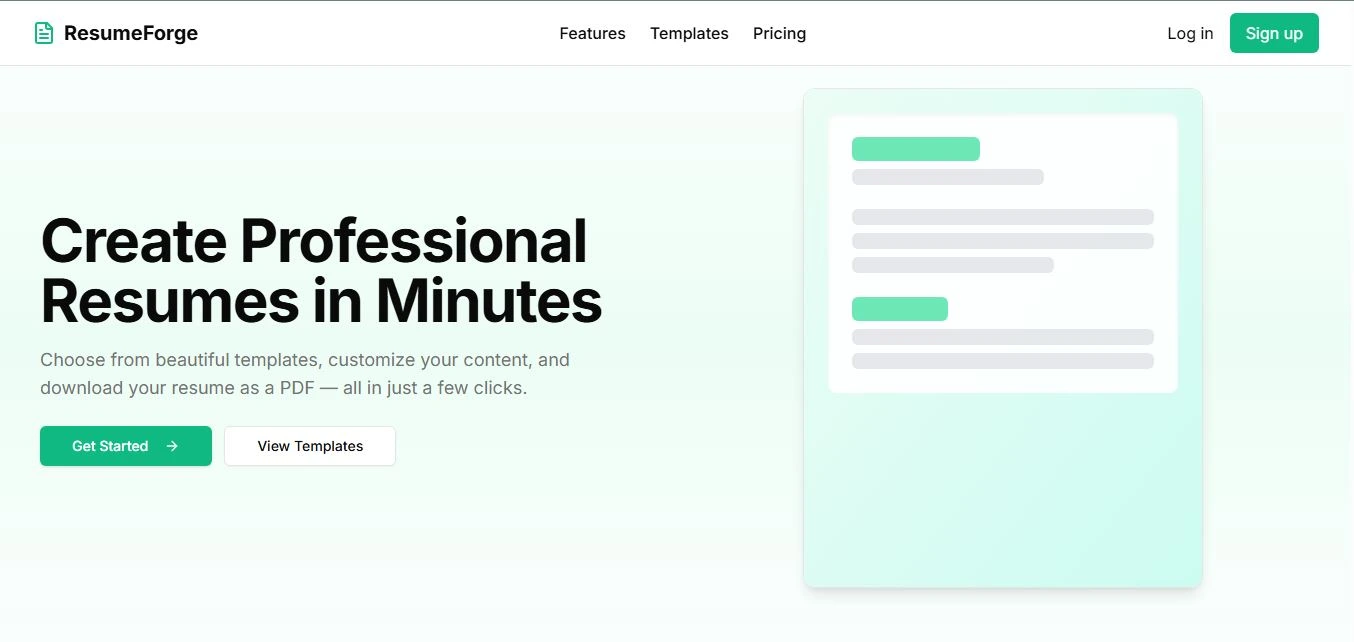 ResumeForge
Features
Templates
Pricing
Log in
Sign up
Create Professional
Resumes in Minutes
Choose from beautiful templates, customize your content, and
download your resume as a PDF — all in just a few clicks.
Get Started
View Templates